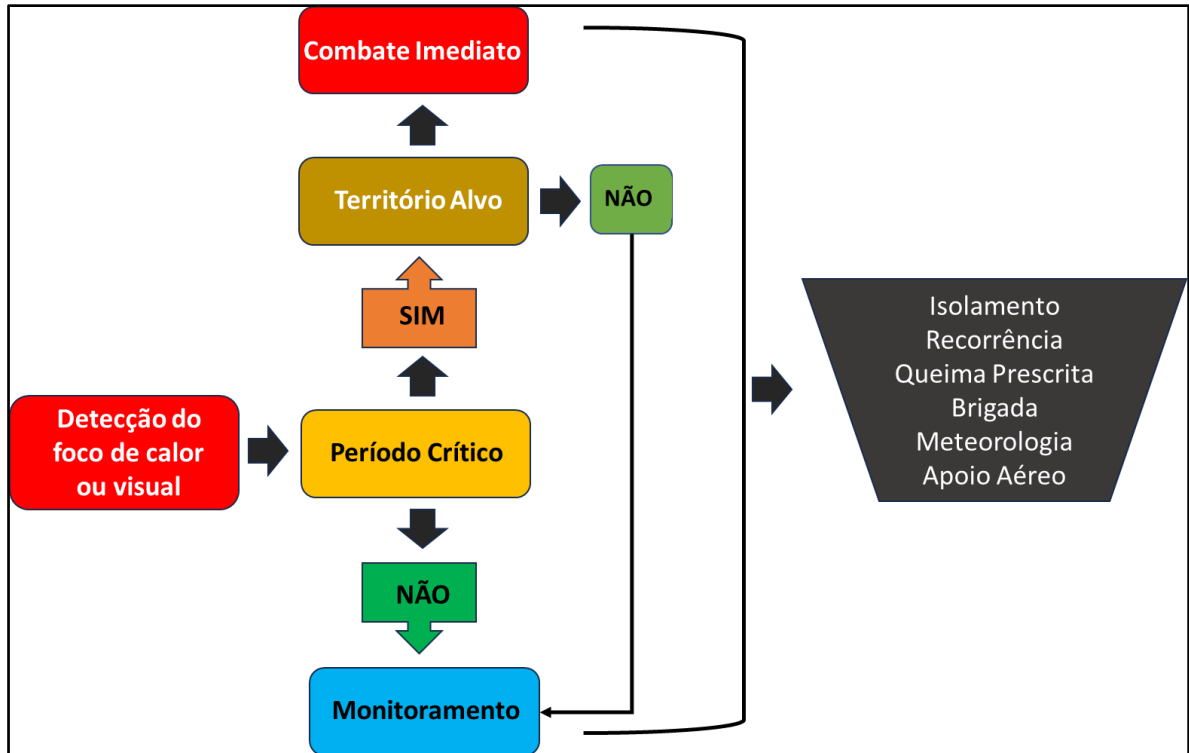 Combate Imediato
Território Alvo
NÃO
SIM
Detecção do
foco de calor
ou visual
Período Crítico
NÃO
Monitoramento
Isolamento
Recorrência
Queima Prescrita
Brigada
Meteorologia
Apoio Aéreo